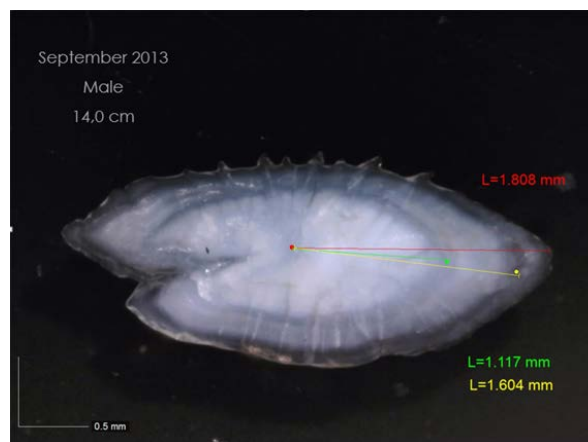 September 2013
Male
14,0 cm
L=1.808 mm
L=1.117 mm
L=1.604 mm
0.5 mm